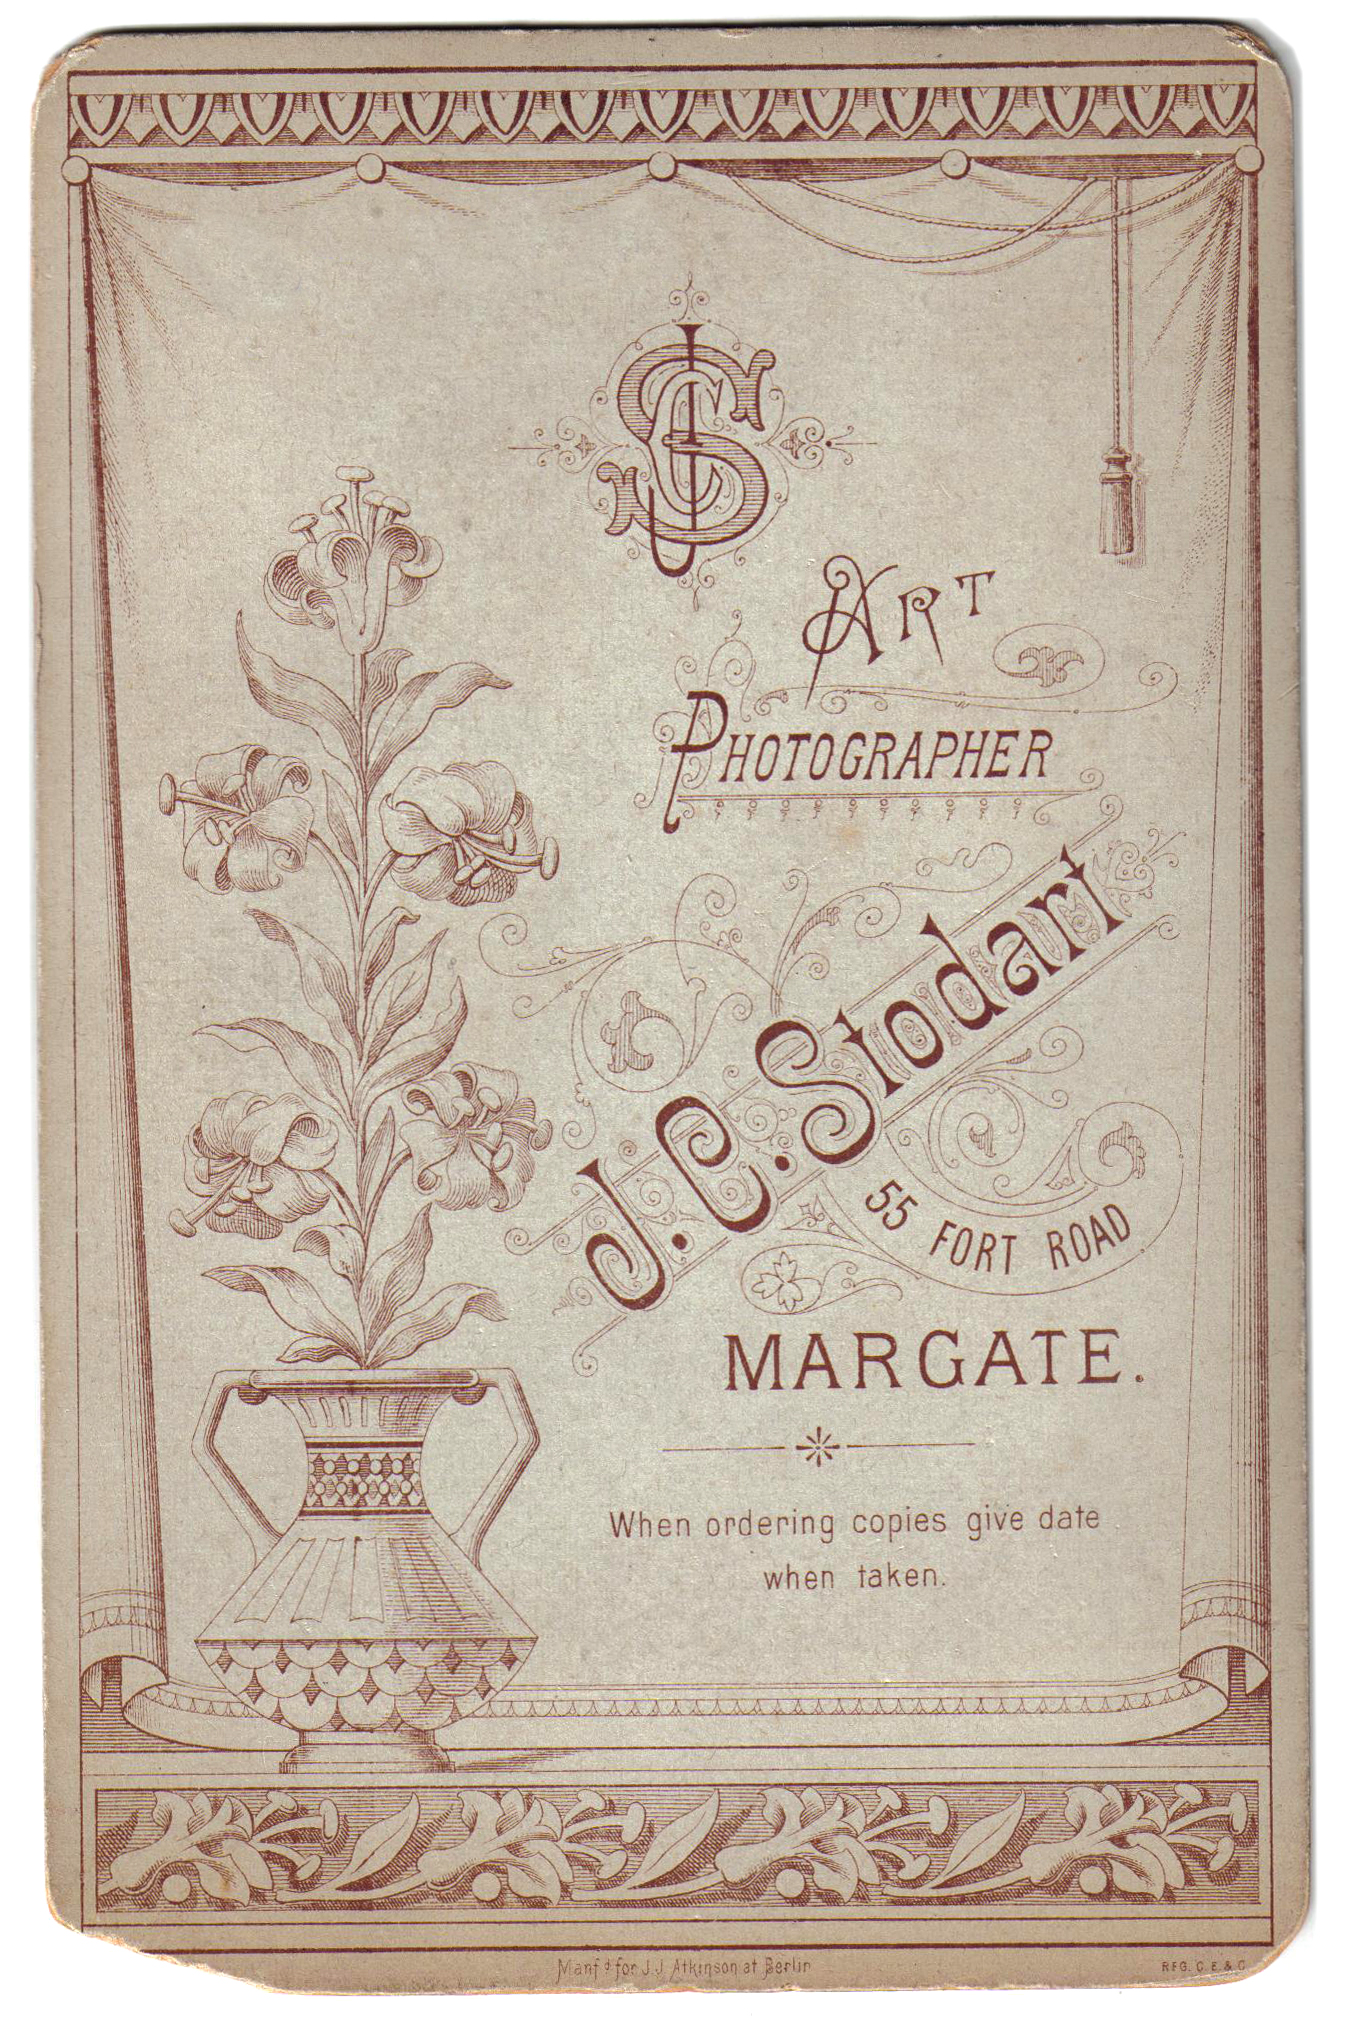 JCS
ART
PHOTOGRAPHER
J. C. Stodart
55 FORT ROAD
MARGATE.
When ordering copies give date
when taken.
Manfd for J.J Atkinson at Berlin